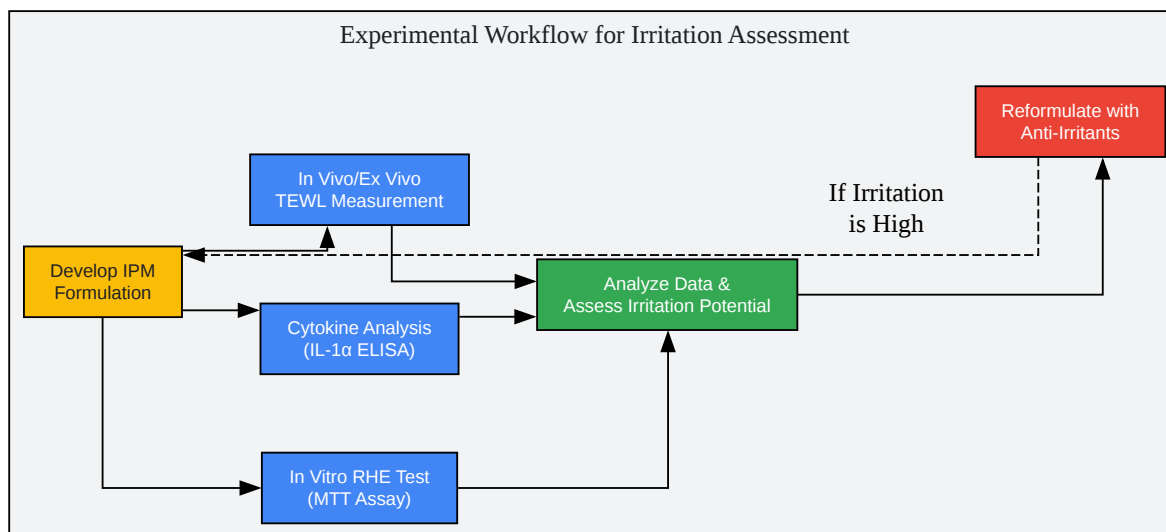 Experimental Workflow for Irritation Assessment
Reformulate with
Anti-Irritants
In Vivo/Ex Vivo
TEWL Measurement
If Irritation
is High
Develop IPM
Formulation
Analyze Data &
Assess Irritation Potential
Cytokine Analysis
(IL-1α ELISA)
In Vitro RHE Test
(MTT Assay)